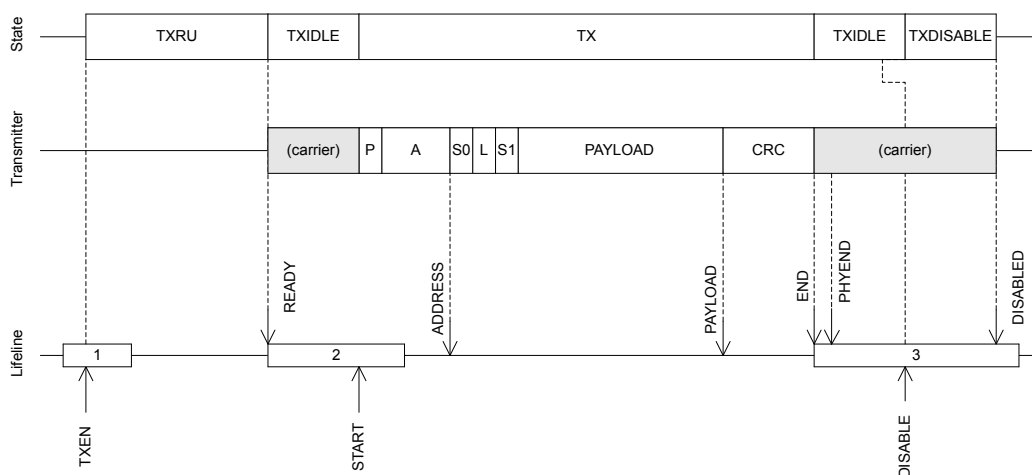 State
TXRU
TXIDLE
TX
TXIDLE
TXDISABLE
Transmitter
(carrier)
P
A
S0
L
S1
PAYLOAD
CRC
(carrier)
READY
ADDRESS
PAYLOAD
END
PHYEND
DISABLED
Lifeline
1
2
3
TXEN
START
DISABLE